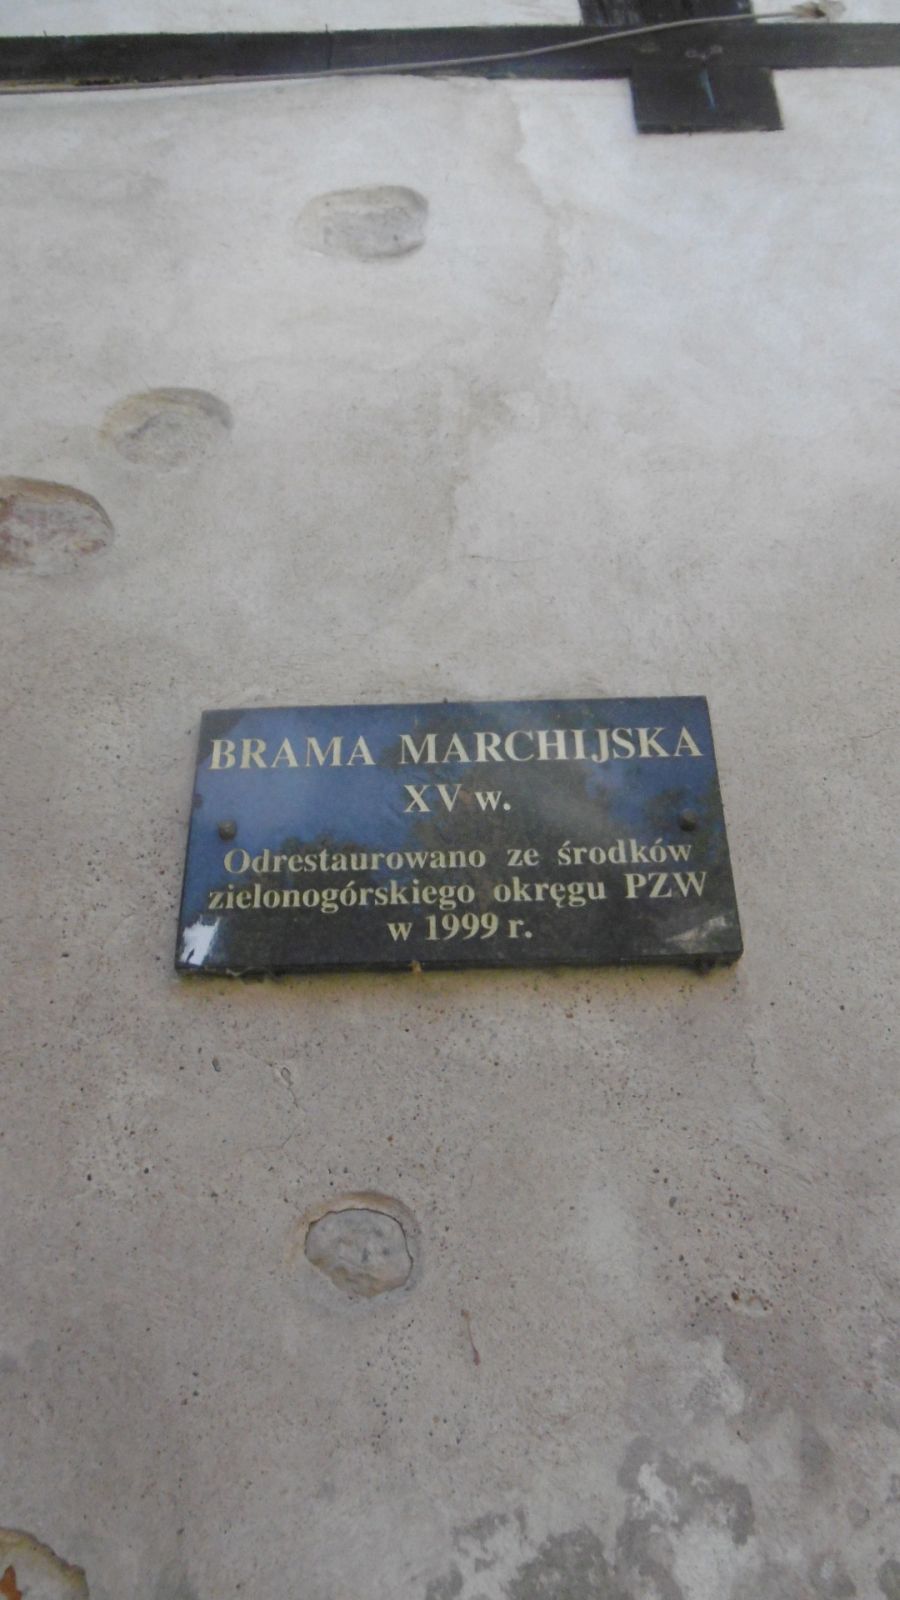 BRAMA MARCHIJSKA
XV w.
Odrestaurowano ze środków
zielonogórskiego okręgu PZW
w 1999 r.